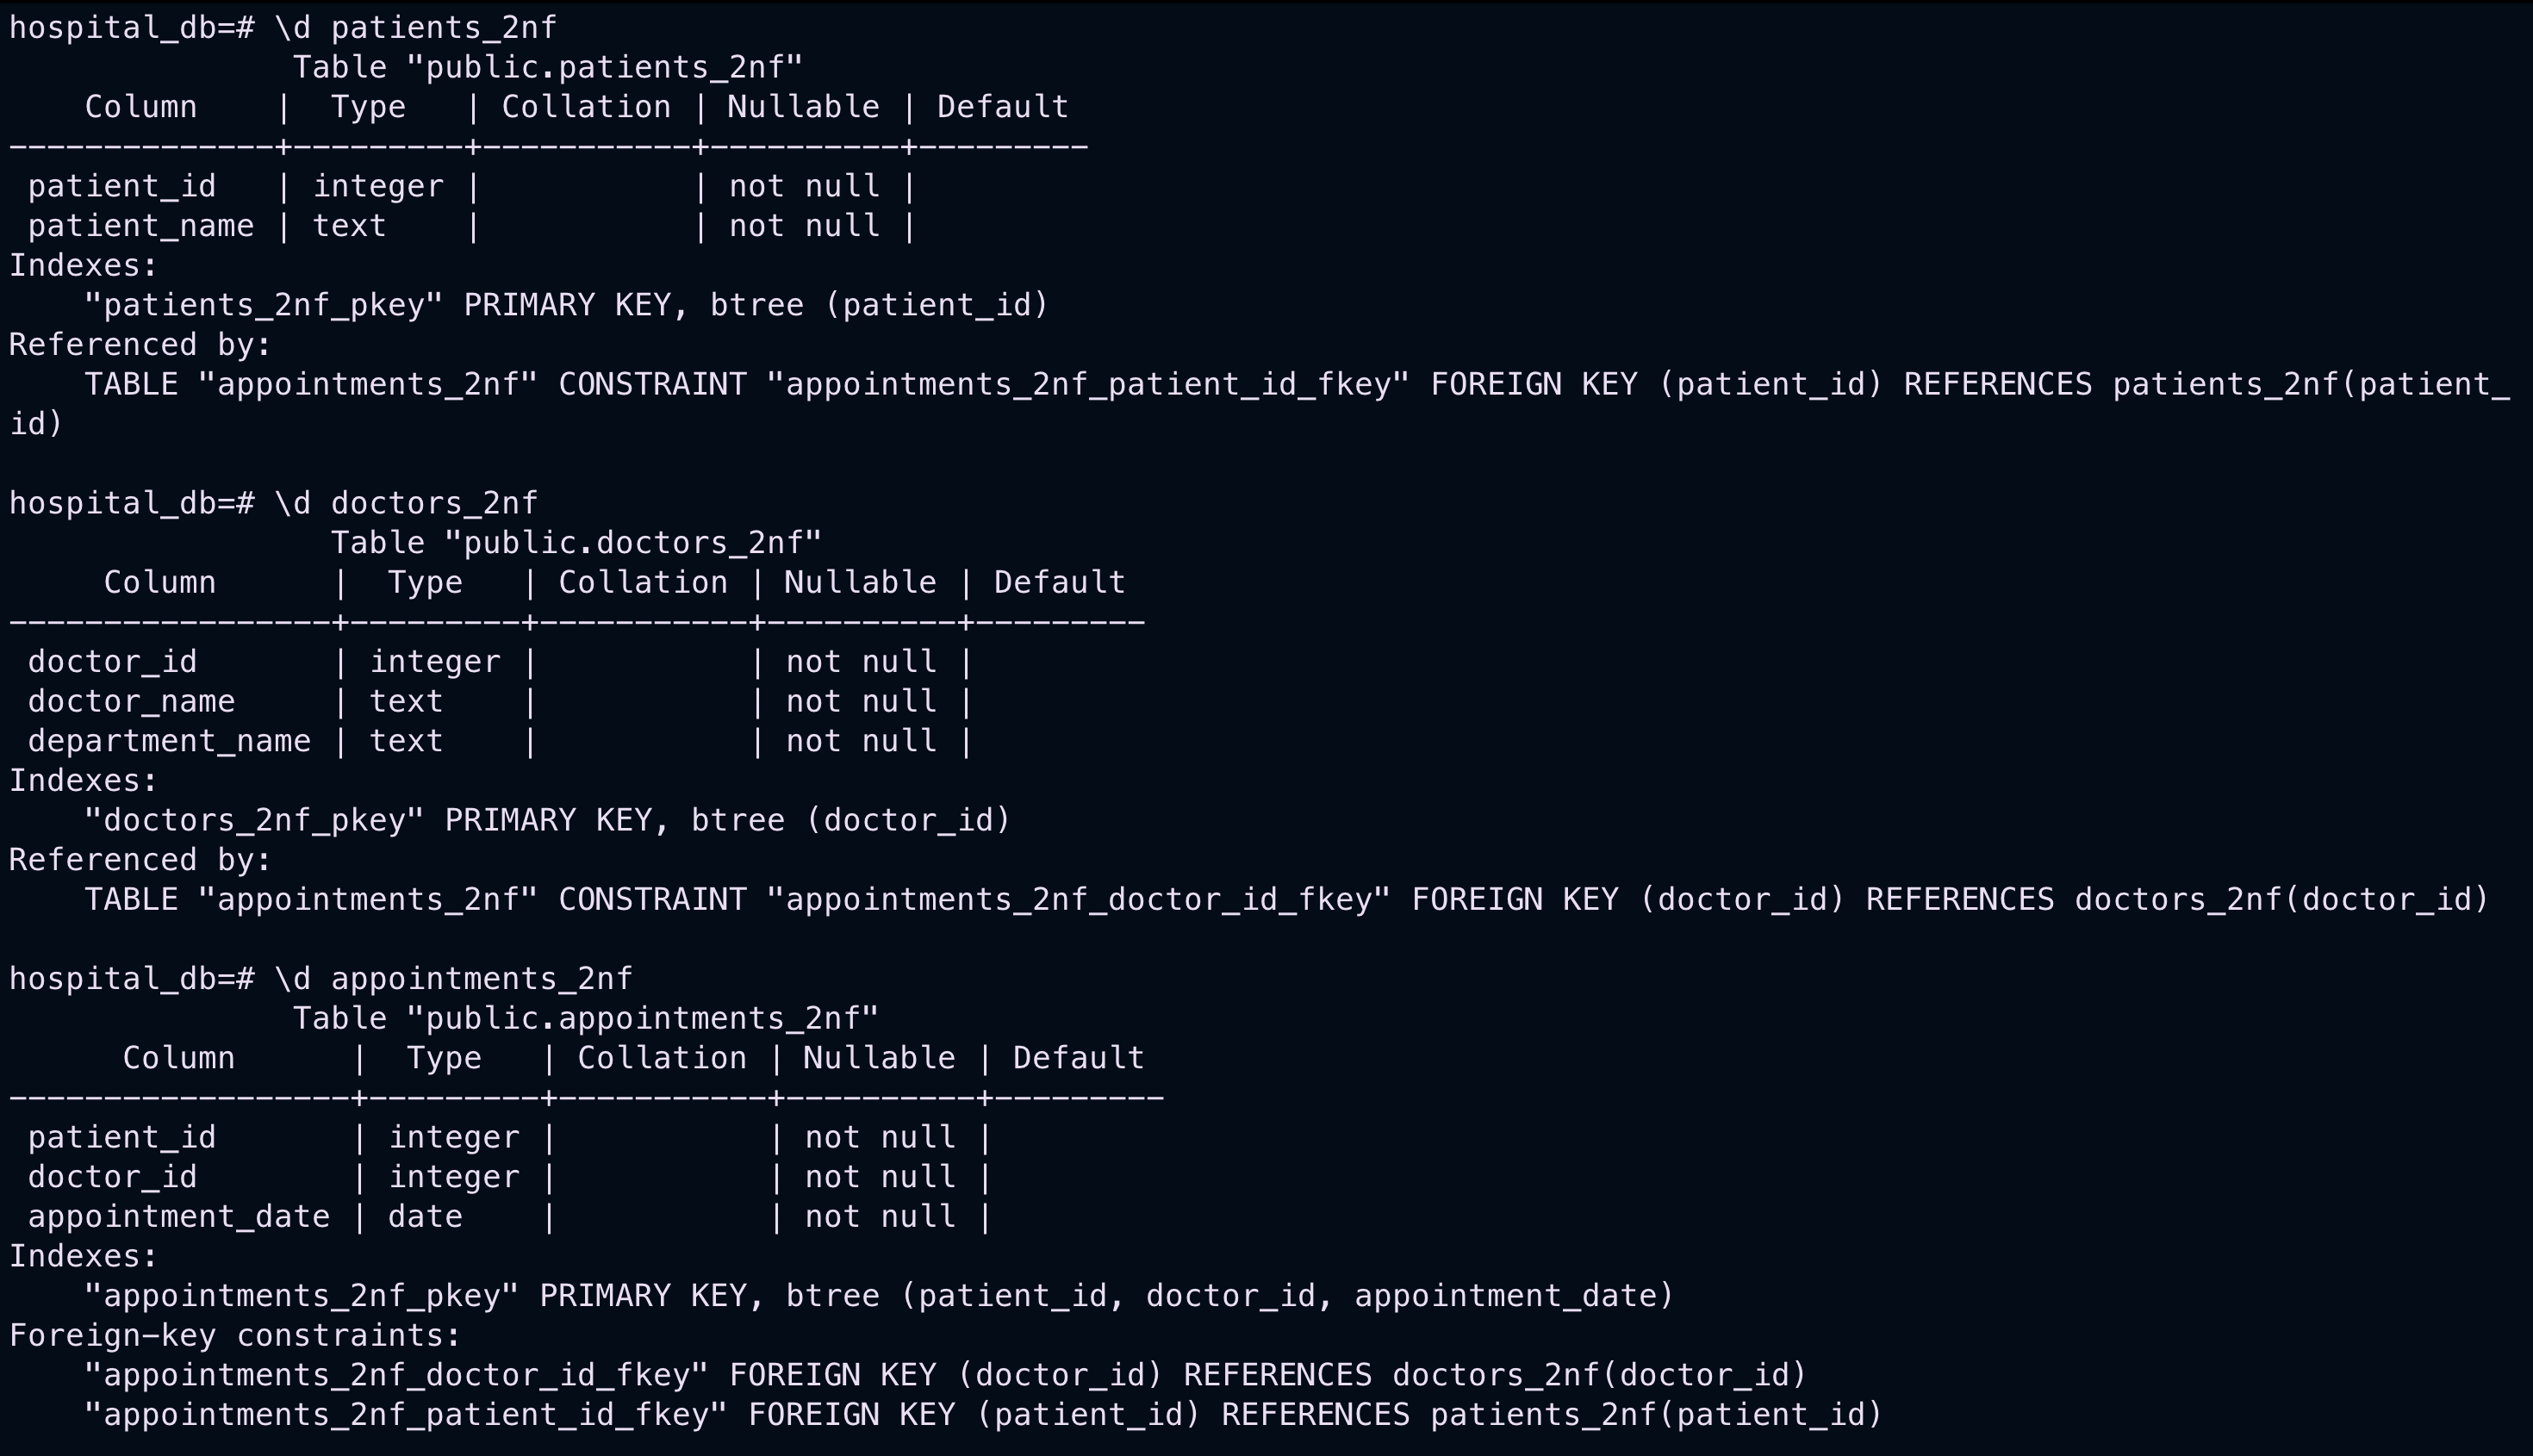 hospital_db=# \d patients_2nf
               Table "public.patients_2nf"
    Column    |  Type   | Collation | Nullable | Default
--------------+---------+-----------+----------+---------
 patient_id   | integer |           | not null |
 patient_name | text    |           | not null |
Indexes:
    "patients_2nf_pkey" PRIMARY KEY, btree (patient_id)
Referenced by:
    TABLE "appointments_2nf" CONSTRAINT "appointments_2nf_patient_id_fkey" FOREIGN KEY (patient_id) REFERENCES patients_2nf(patient_
id)

hospital_db=# \d doctors_2nf
                 Table "public.doctors_2nf"
     Column      |  Type   | Collation | Nullable | Default
-----------------+---------+-----------+----------+---------
 doctor_id       | integer |           | not null |
 doctor_name     | text    |           | not null |
 department_name | text    |           | not null |
Indexes:
    "doctors_2nf_pkey" PRIMARY KEY, btree (doctor_id)
Referenced by:
    TABLE "appointments_2nf" CONSTRAINT "appointments_2nf_doctor_id_fkey" FOREIGN KEY (doctor_id) REFERENCES doctors_2nf(doctor_id)

hospital_db=# \d appointments_2nf
               Table "public.appointments_2nf"
      Column      |  Type   | Collation | Nullable | Default
------------------+---------+-----------+----------+---------
 patient_id       | integer |           | not null |
 doctor_id        | integer |           | not null |
 appointment_date | date    |           | not null |
Indexes:
    "appointments_2nf_pkey" PRIMARY KEY, btree (patient_id, doctor_id, appointment_date)
Foreign-key constraints:
    "appointments_2nf_doctor_id_fkey" FOREIGN KEY (doctor_id) REFERENCES doctors_2nf(doctor_id)
    "appointments_2nf_patient_id_fkey" FOREIGN KEY (patient_id) REFERENCES patients_2nf(patient_id)